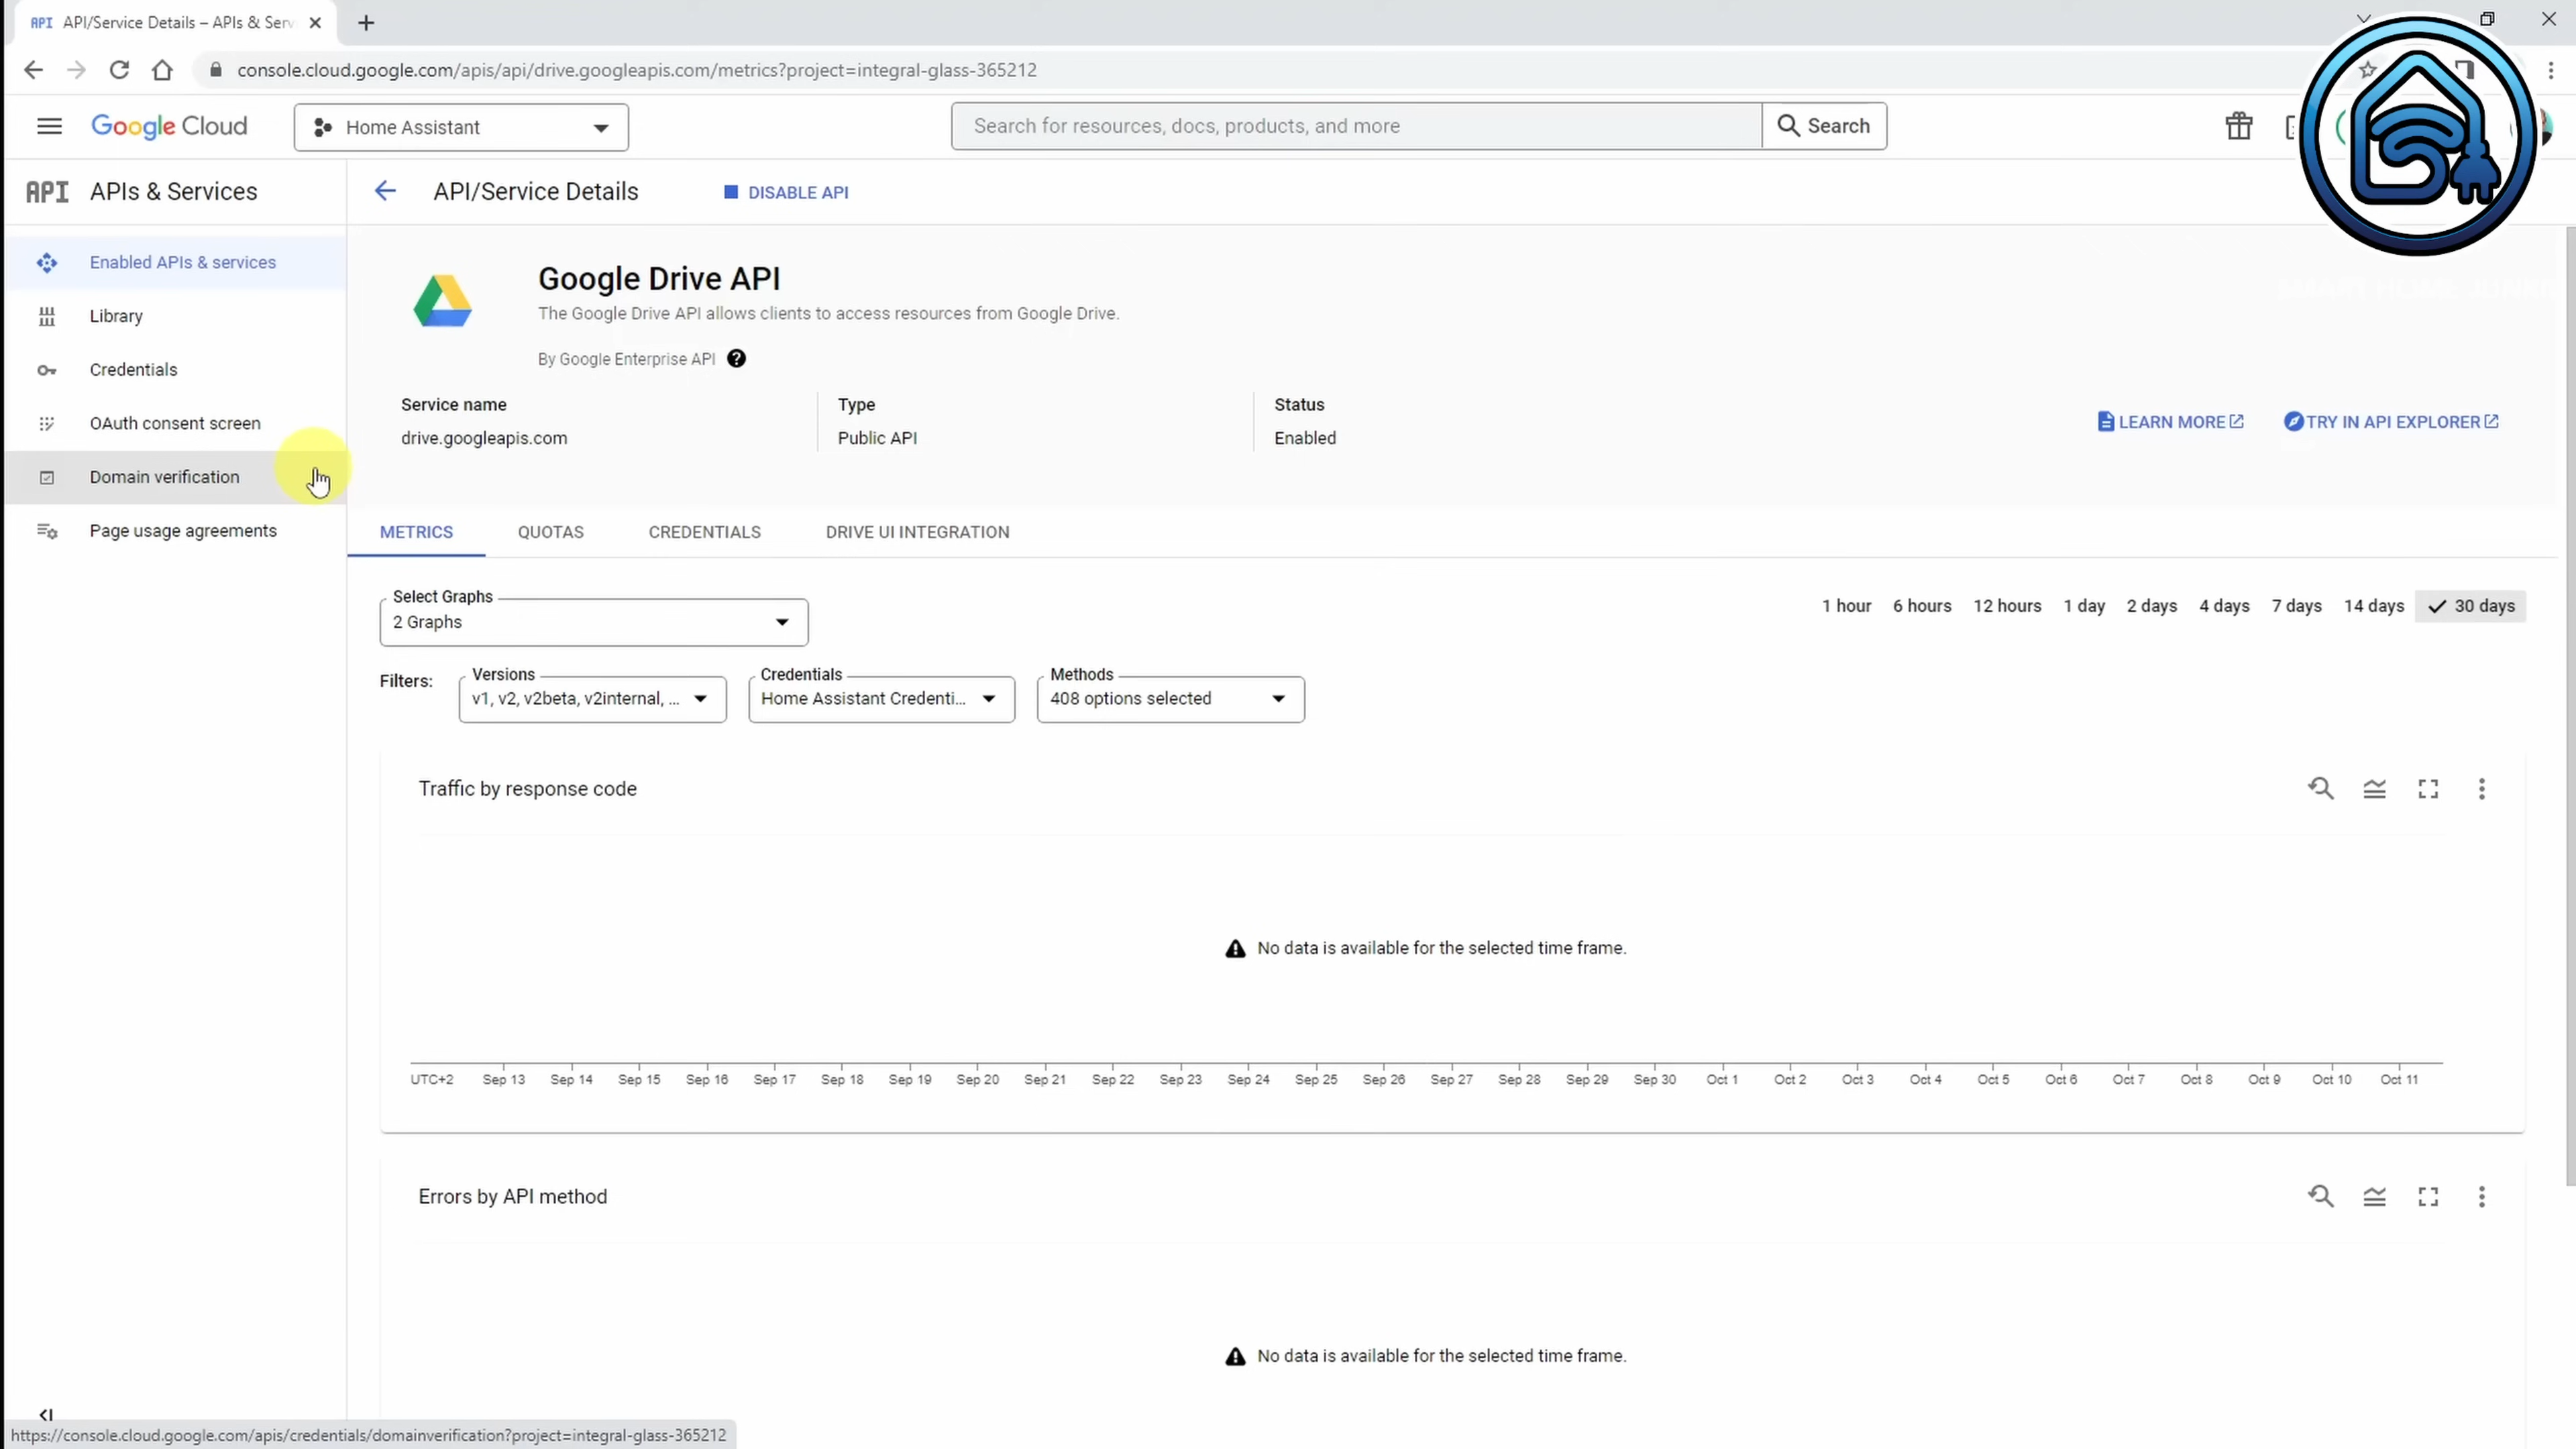 API API/Service Details – APIs & Serv
console.cloud.google.com/apis/api/drive.googleapis.com/metrics?project=integral-glass-365212
Google Cloud
Home Assistant
Search for resources, docs, products, and more
Search
API APIs & Services
API/Service Details
DISABLE API
Enabled APIs & services
Library
Credentials
OAuth consent screen
Domain verification
Page usage agreements
Google Drive API
The Google Drive API allows clients to access resources from Google Drive.
By Google Enterprise API
Service name
drive.googleapis.com
Type
Public API
Status
Enabled
LEARN MORE
TRY IN API EXPLORER
METRICS QUOTAS CREDENTIALS DRIVE UI INTEGRATION
Select Graphs
2 Graphs
1 hour 6 hours 12 hours 1 day 2 days 4 days 7 days 14 days 30 days
Filters:
Versions
v1, v2, v2beta, v2internal, ...
Credentials
Home Assistant Credenti...
Methods
408 options selected
Traffic by response code
No data is available for the selected time frame.
UTC+2 Sep 13 Sep 14 Sep 15 Sep 16 Sep 17 Sep 18 Sep 19 Sep 20 Sep 21 Sep 22 Sep 23 Sep 24 Sep 25 Sep 26 Sep 27 Sep 28 Sep 29 Sep 30 Oct 1 Oct 2 Oct 3 Oct 4 Oct 5 Oct 6 Oct 7 Oct 8 Oct 9 Oct 10 Oct 11
Errors by API method
No data is available for the selected time frame.
https://console.cloud.google.com/apis/credentials/domainverification?project=integral-glass-365212